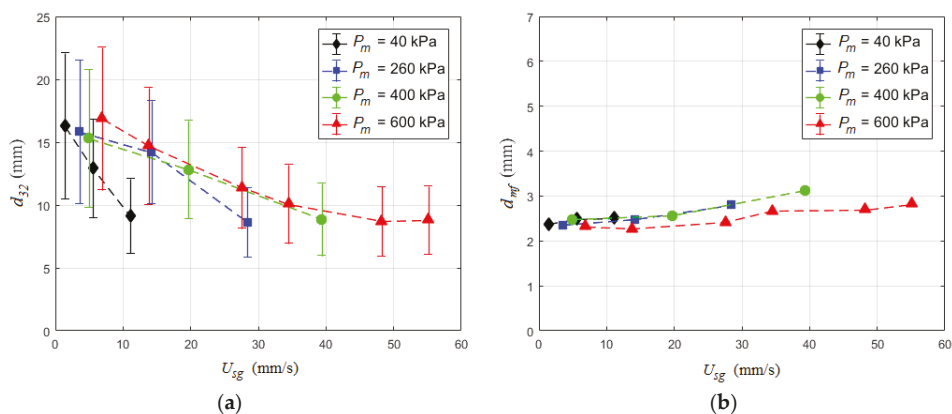 (a)
25
20
15
10
5
0
d32 (mm)
Pm = 40 kPa
Pm = 260 kPa
Pm = 400 kPa
Pm = 600 kPa
0 10 20 30 40 50 60
Usg (mm/s)
(a)
(b)
7
6
5
4
3
2
1
0
dmf (mm)
Pm = 40 kPa
Pm = 260 kPa
Pm = 400 kPa
Pm = 600 kPa
0 10 20 30 40 50 60
Usg (mm/s)
(b)